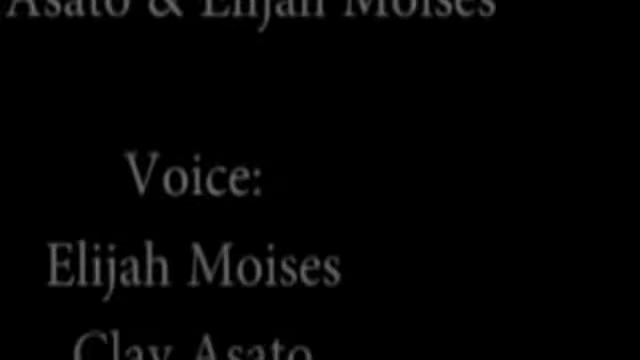 Asato & Elijah Moises
Voice:
Elijah Moises
Clay Asato